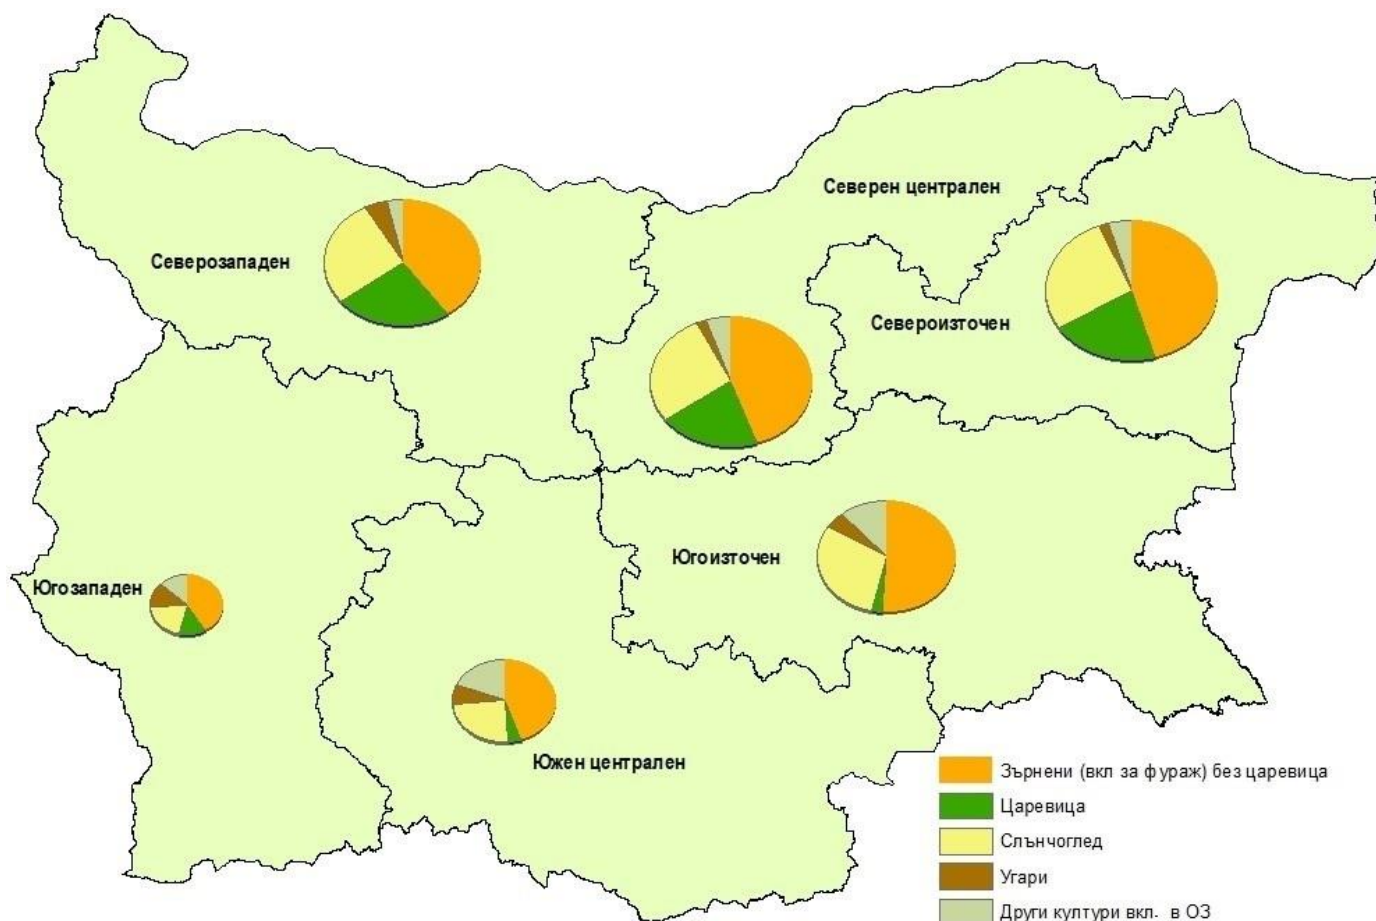 Северен централен
Северозападен
Североизточен
Югоизточен
Югозападен
Южен централен
Зърнени (вкл за фураж) без царевица
Царевица
Слънчоглед
Угари
Други култури вкл. в ОЗ